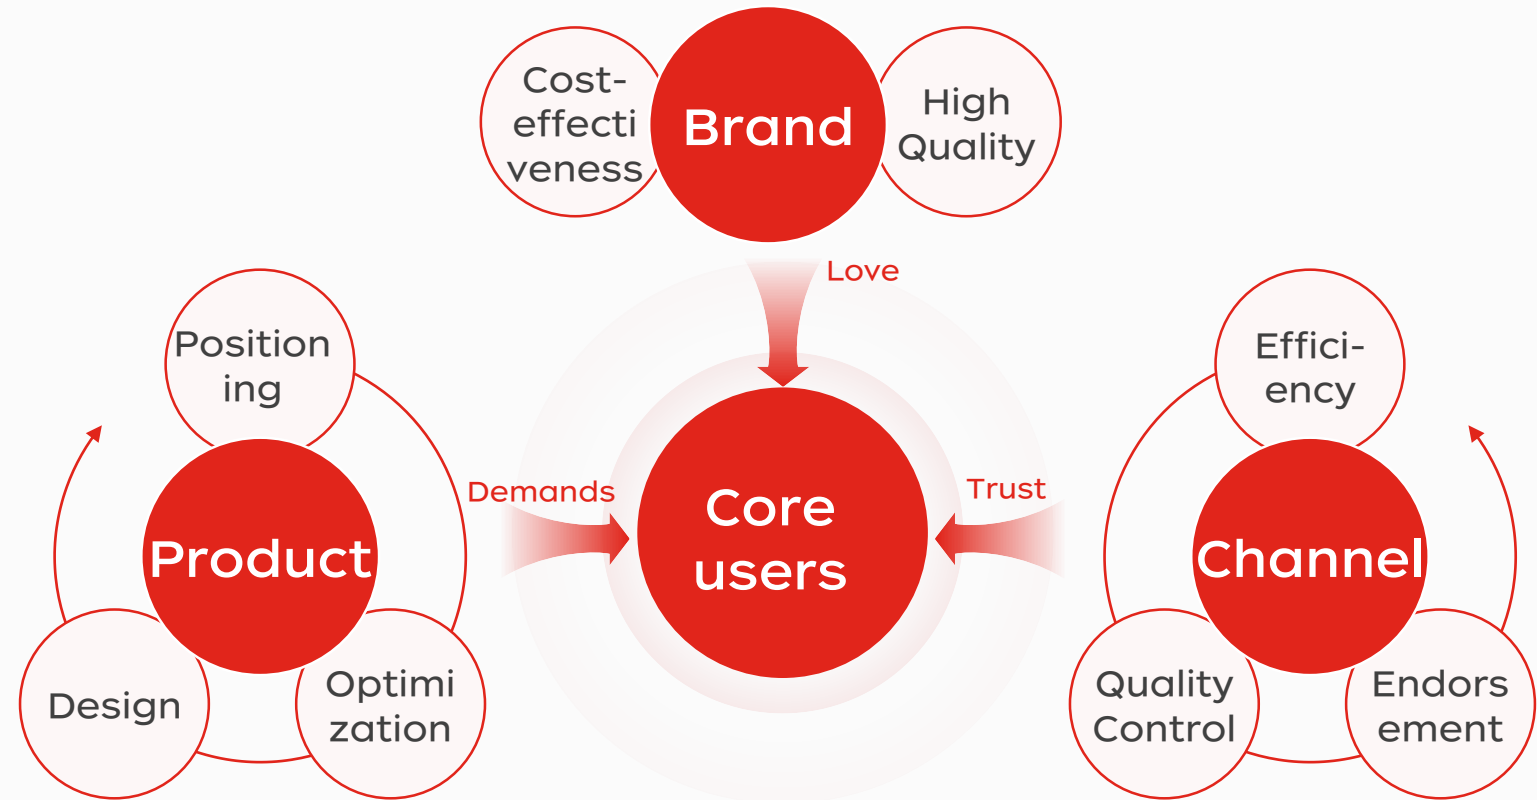 Cost-
effecti
veness
Brand
High
Quality
Love
Position
ing
Product
Design
Optimi
zation
Demands
Core
users
Trust
Effici-
ency
Channel
Quality
Control
Endors
ement